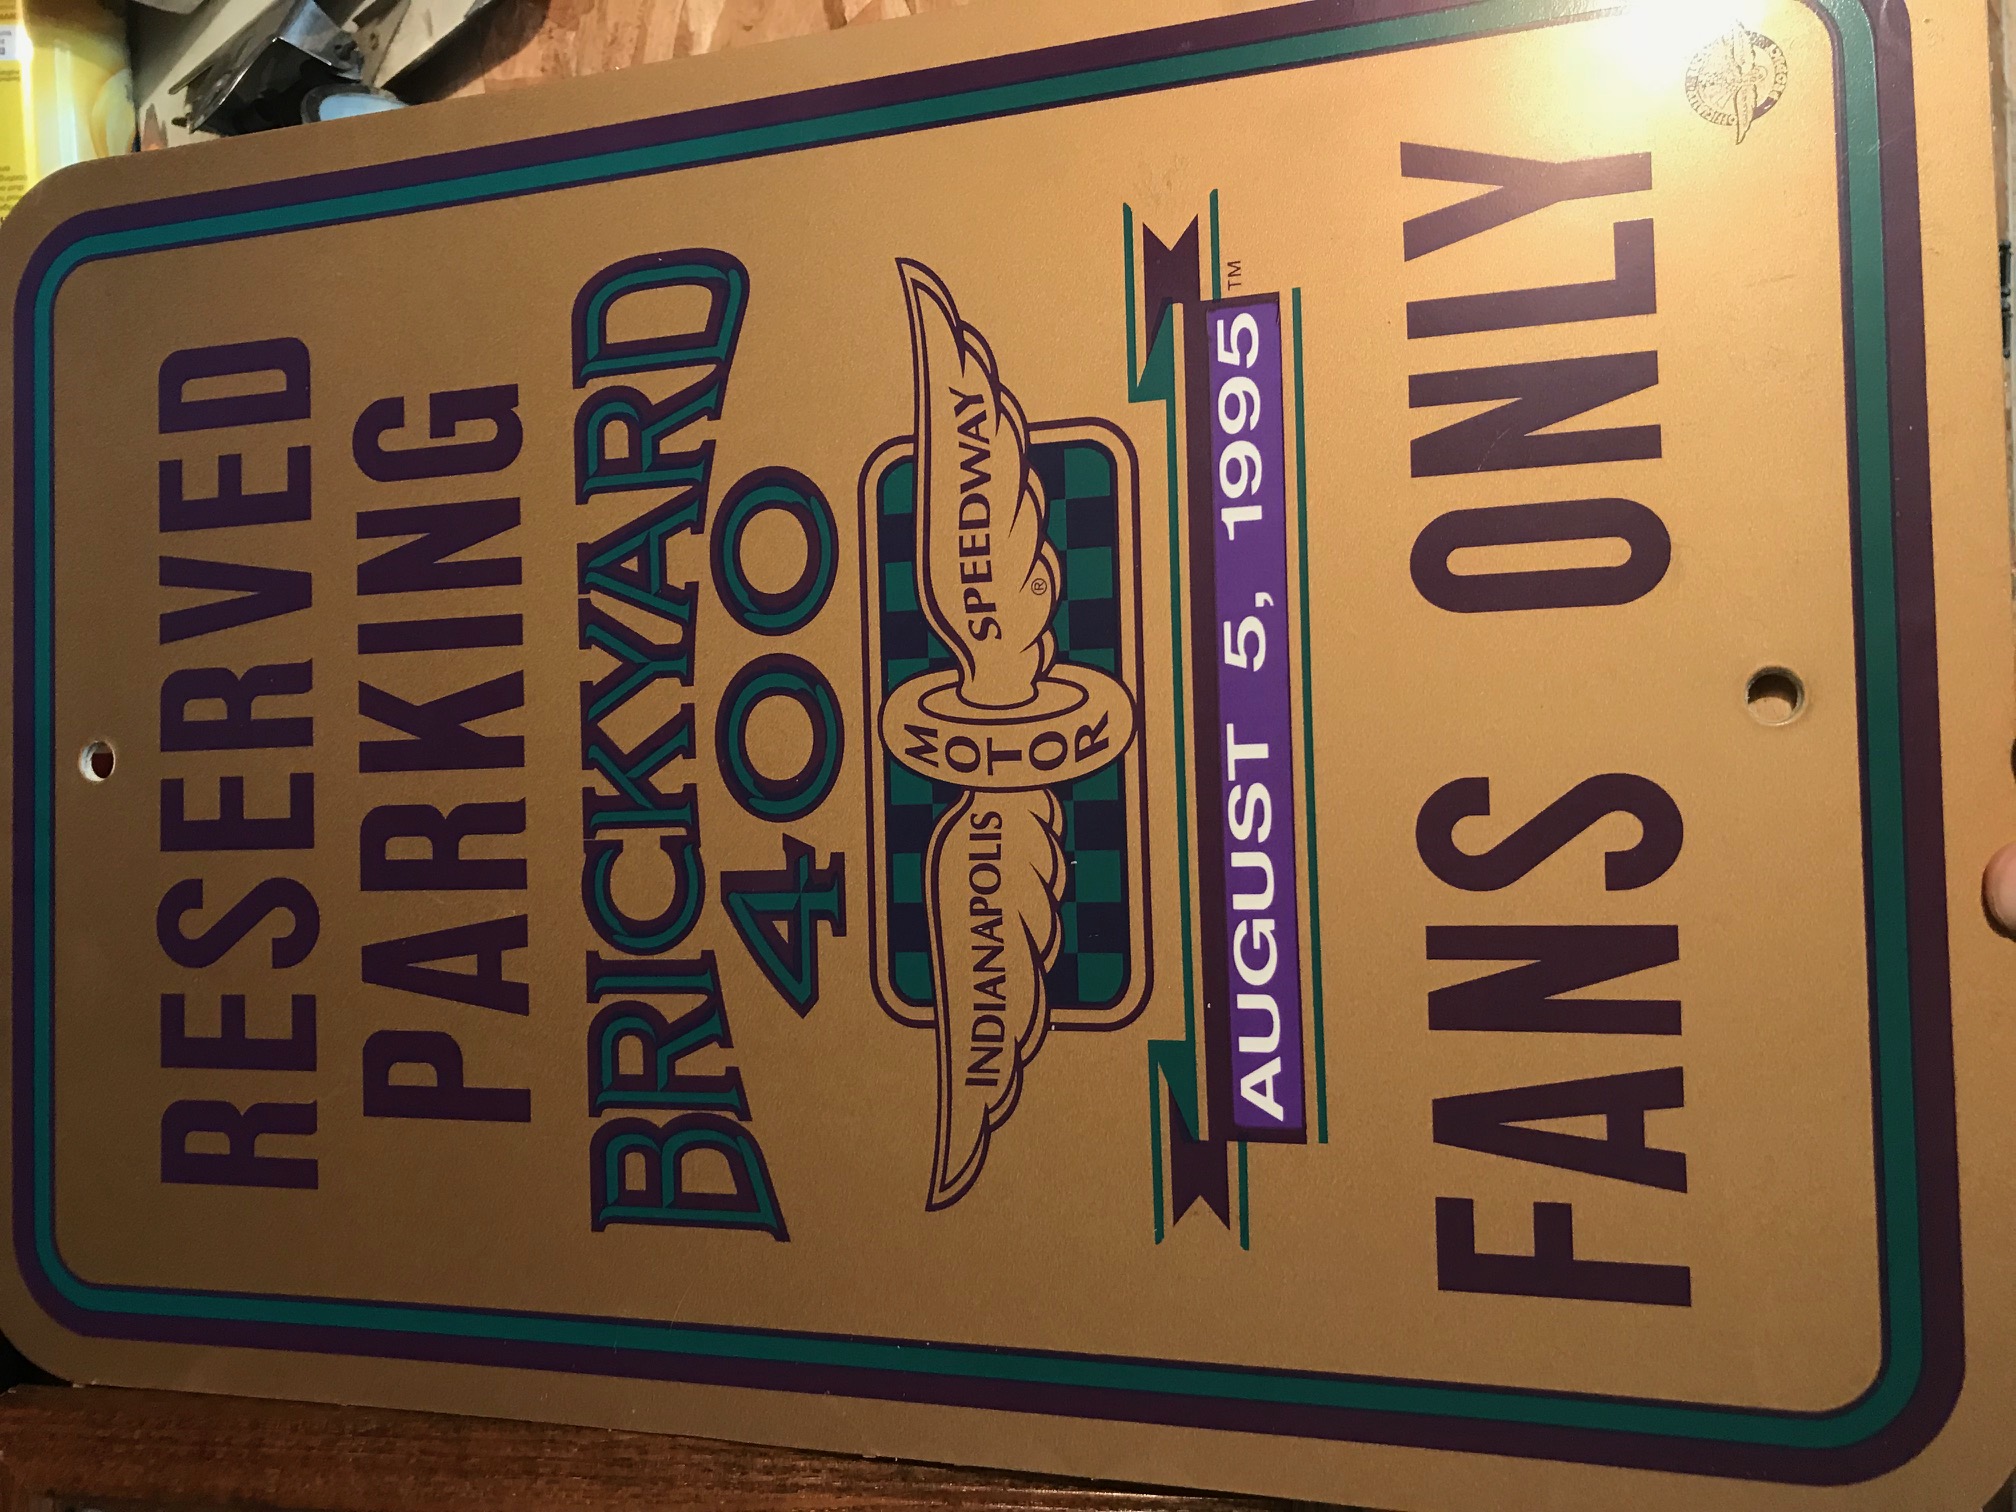 RESERVED
PARKING
BRICKYARD
400
INDIANAPOLIS MOTOR SPEEDWAY ®
AUGUST 5, 1995 ™
FANS ONLY